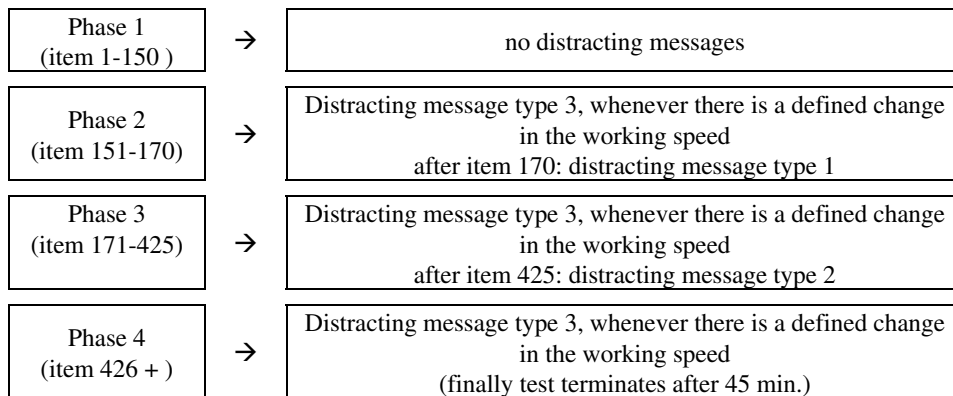 Phase 1
(item 1-150 )
→
no distracting messages
Phase 2
(item 151-170)
→
Distracting message type 3, whenever there is a defined change
in the working speed
after item 170: distracting message type 1
Phase 3
(item 171-425)
→
Distracting message type 3, whenever there is a defined change
in the working speed
after item 425: distracting message type 2
Phase 4
(item 426 + )
→
Distracting message type 3, whenever there is a defined change
in the working speed
(finally test terminates after 45 min.)